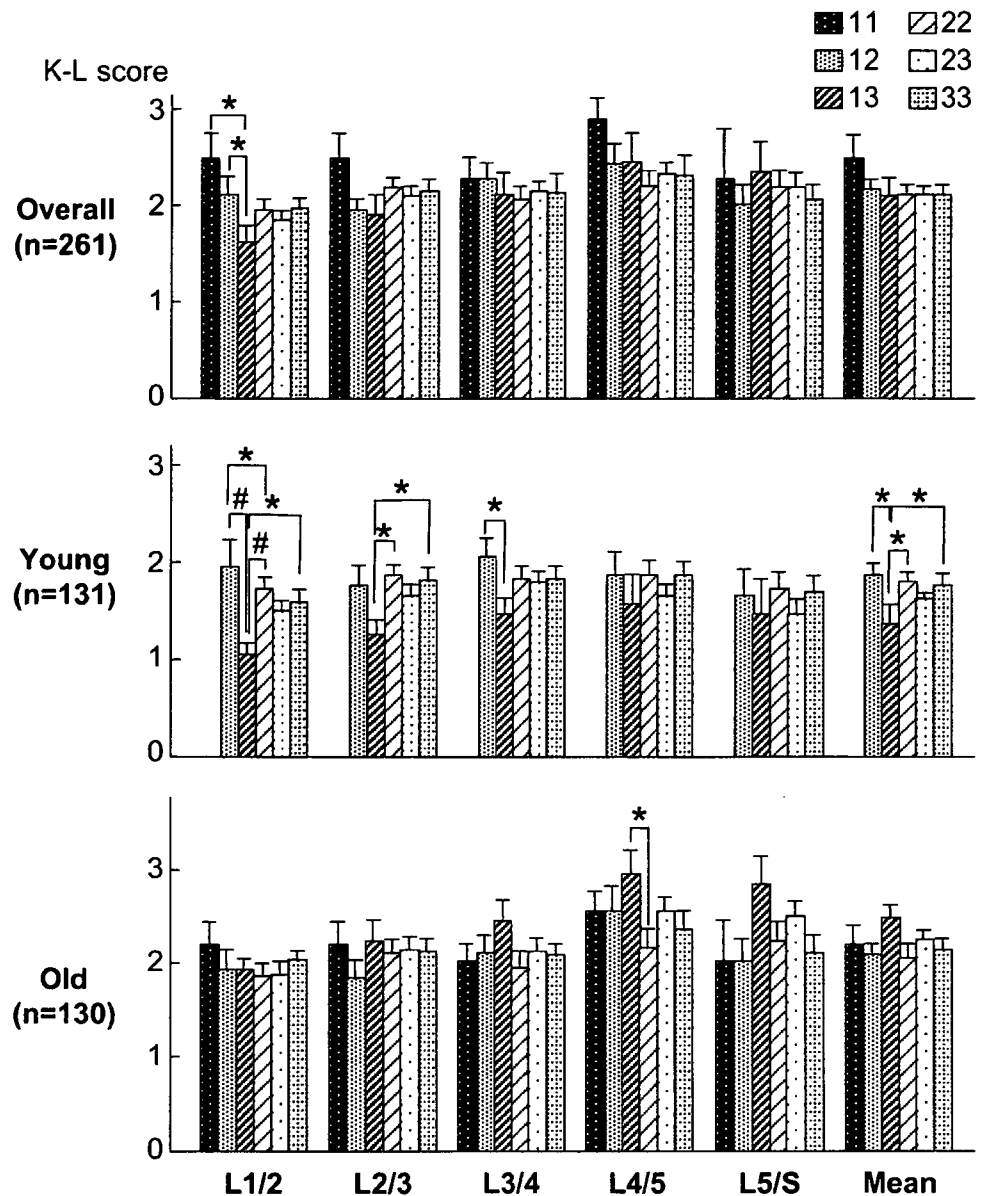 11 22
12 23
13 33
K-L score
3
2
1
0
* *
Overall
(n=261)
3
2
1
0
* # * #
* *
*
* * *
Young
(n=131)
3
2
1
0
*
Old
(n=130)
L1/2 L2/3 L3/4 L4/5 L5/S Mean